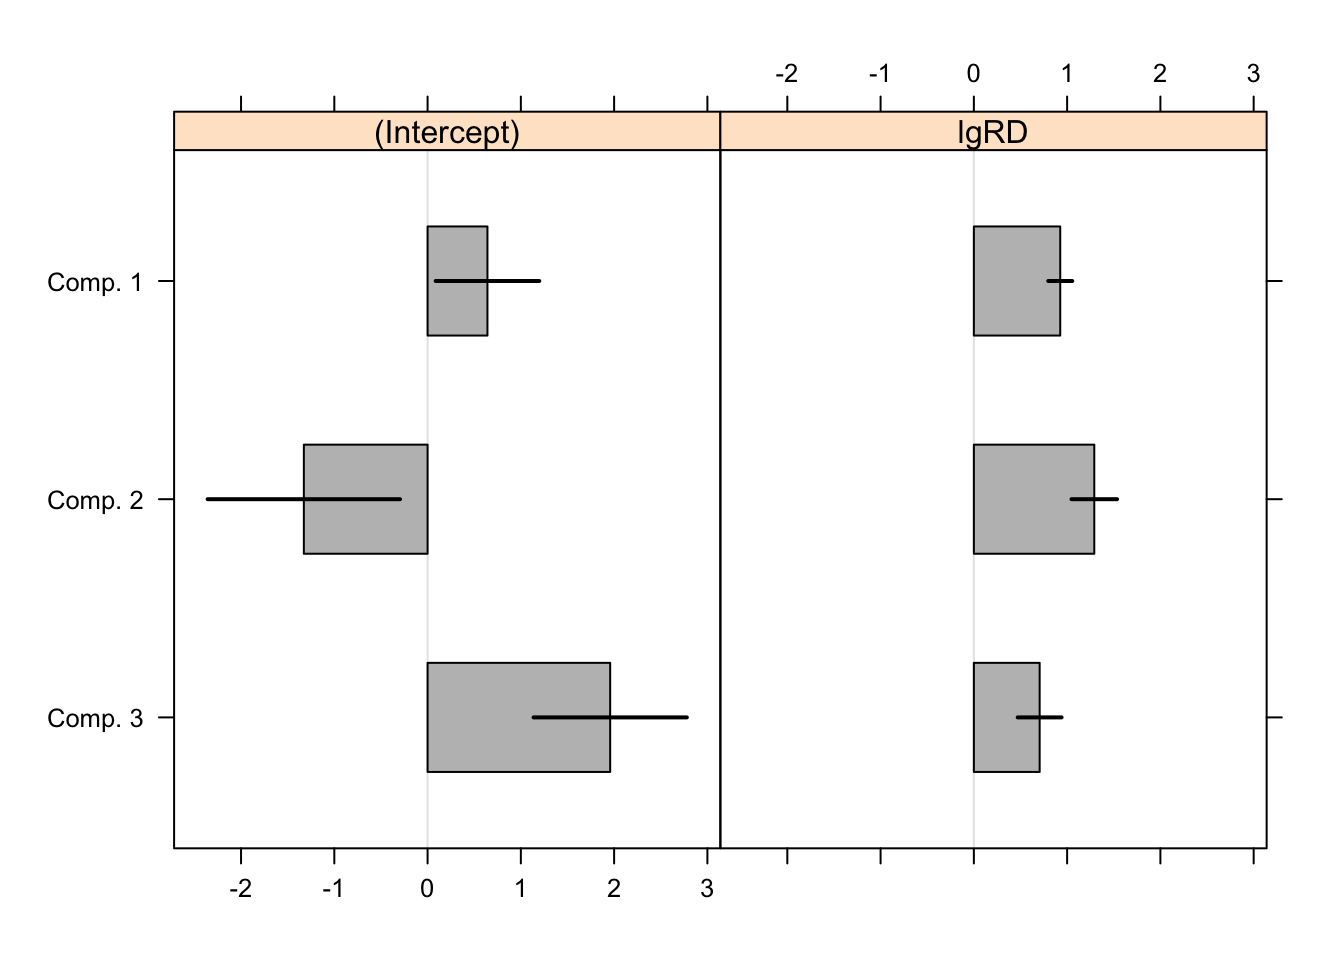 -2 -1 0 1 2 3
(Intercept) lgRD
Comp. 1
Comp. 2
Comp. 3
-2 -1 0 1 2 3